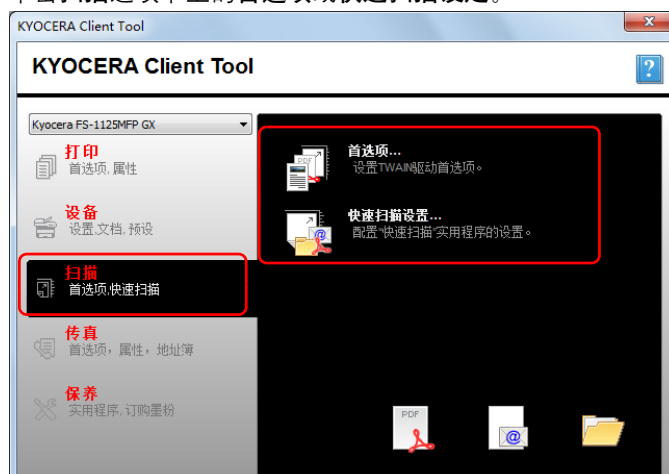 KYOCERA Client Tool
KYOCERA Client Tool
?
Kyocera FS-1125MFP GX
打印
首选项, 属性
设备
设置,文档, 预设
扫描
首选项,快速扫描
传真
首选项，属性，地址簿
保养
实用程序, 订购墨粉
首选项...
设置TWAIN驱动首选项。
快速扫描设置...
配置“快速扫描”实用程序的设置。
PDF
@